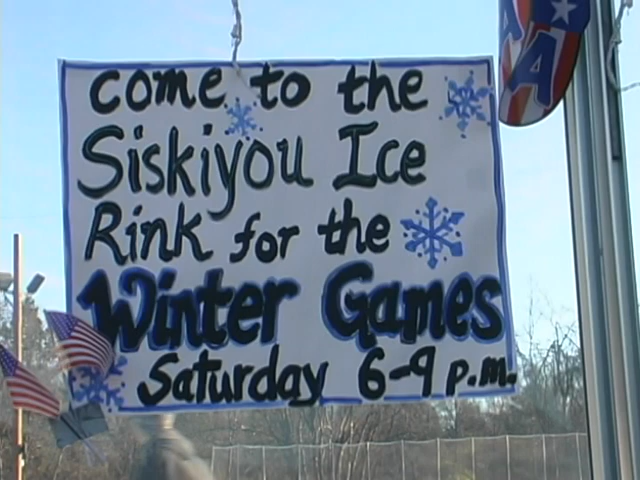 come to the
Siskiyou Ice
Rink for the
Winter Games
Saturday 6-9 p.m.